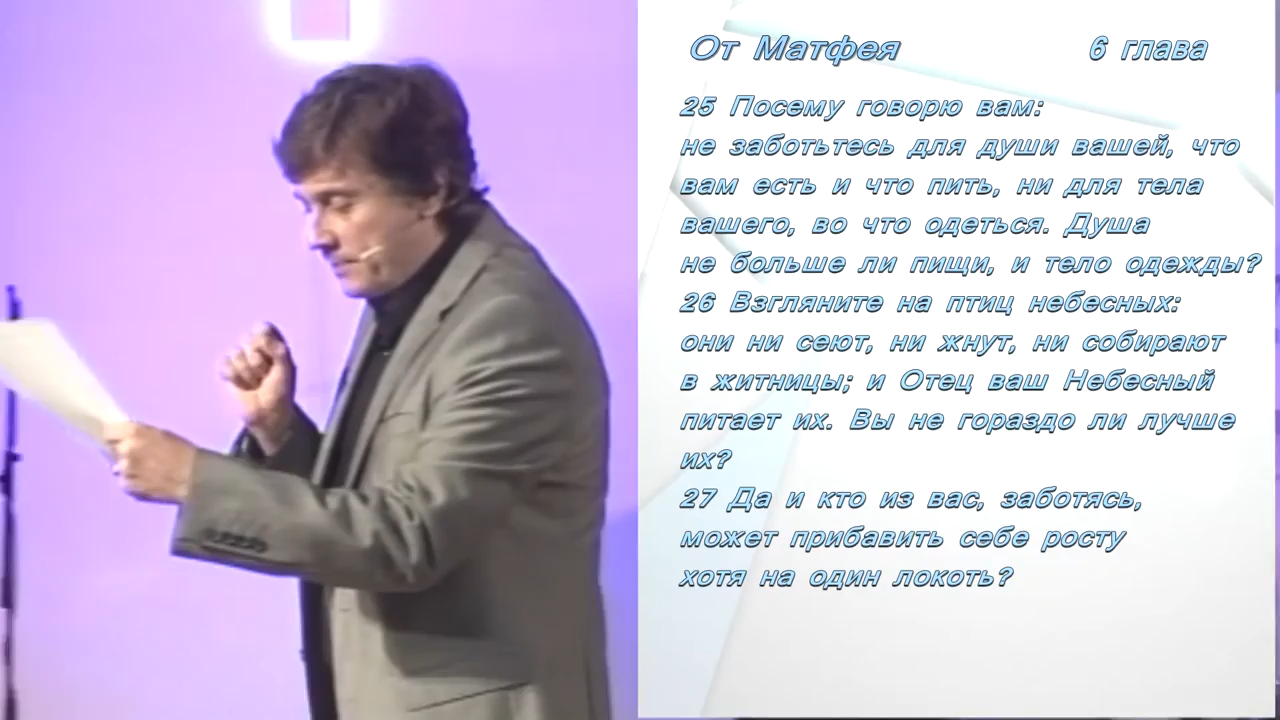 От Матфея 6 глава
25 Посему говорю вам:
не заботьтесь для души вашей, что
вам есть и что пить, ни для тела
вашего, во что одеться. Душа
не больше ли пищи, и тело одежды?
26 Взгляните на птиц небесных:
они ни сеют, ни жнут, ни собирают
в житницы; и Отец ваш Небесный
питает их. Вы не гораздо ли лучше
их?
27 Да и кто из вас, заботясь,
может прибавить себе росту
хотя на один локоть?